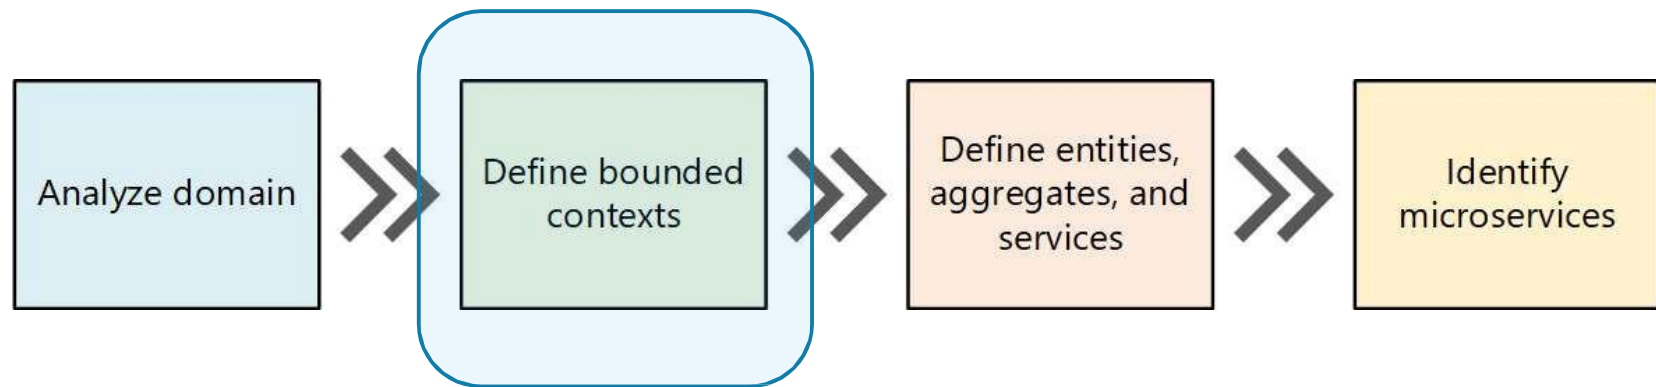 Analyze domain
Define bounded
contexts
Define entities,
aggregates, and
services
Identify
microservices